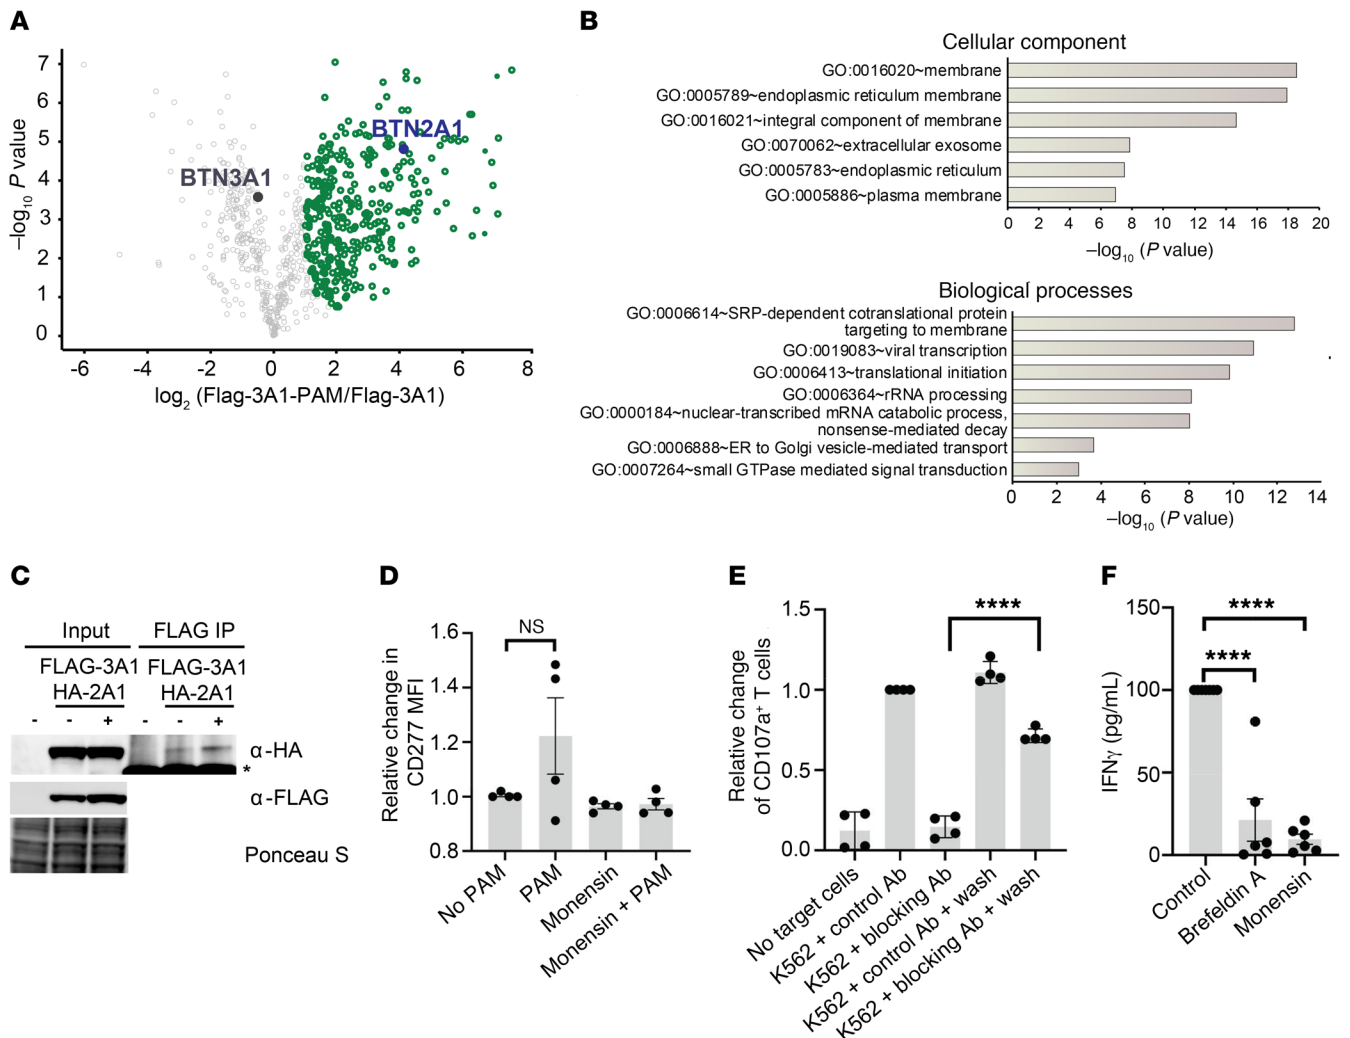 A
7
6
5
4
3
2
1
0
–log10 P value
BTN2A1
BTN3A1
-6
-4
-2
0
2
4
6
8
log2 (Flag-3A1-PAM/Flag-3A1)
B
Cellular component
GO:0016020~membrane
GO:0005789~endoplasmic reticulum membrane
GO:0016021~integral component of membrane
GO:0070062~extracellular exosome
GO:0005783~endoplasmic reticulum
GO:0005886~plasma membrane
0 2 4 6 8 10 12 14 16 18 20
–log10 (P value)
Biological processes
GO:0006614~SRP-dependent cotranslational protein
targeting to membrane
GO:0019083~viral transcription
GO:0006413~translational initiation
GO:0006364~rRNA processing
GO:0000184~nuclear-transcribed mRNA catabolic process,
nonsense-mediated decay
GO:0006888~ER to Golgi vesicle-mediated transport
GO:0007264~small GTPase mediated signal transduction
0 2 4 6 8 10 12 14
–log10 (P value)
C
Input FLAG IP
FLAG-3A1 FLAG-3A1
HA-2A1 HA-2A1
- - + - - +
α-HA
*
α-FLAG
Ponceau S
D
Relative change in
CD277 MFI
1.6
1.4
1.2
1.0
0.8
NS
No PAM
PAM
Monensin
Monensin + PAM
E
Relative change
of CD107a+ T cells
1.5
1.0
0.5
0.0
****
No target cells
K562 + control Ab
K562 + blocking Ab
K562 + control Ab + wash
K562 + blocking Ab + wash
F
IFNγ (pg/mL)
150
100
50
0
****
****
Control
Brefeldin A
Monensin